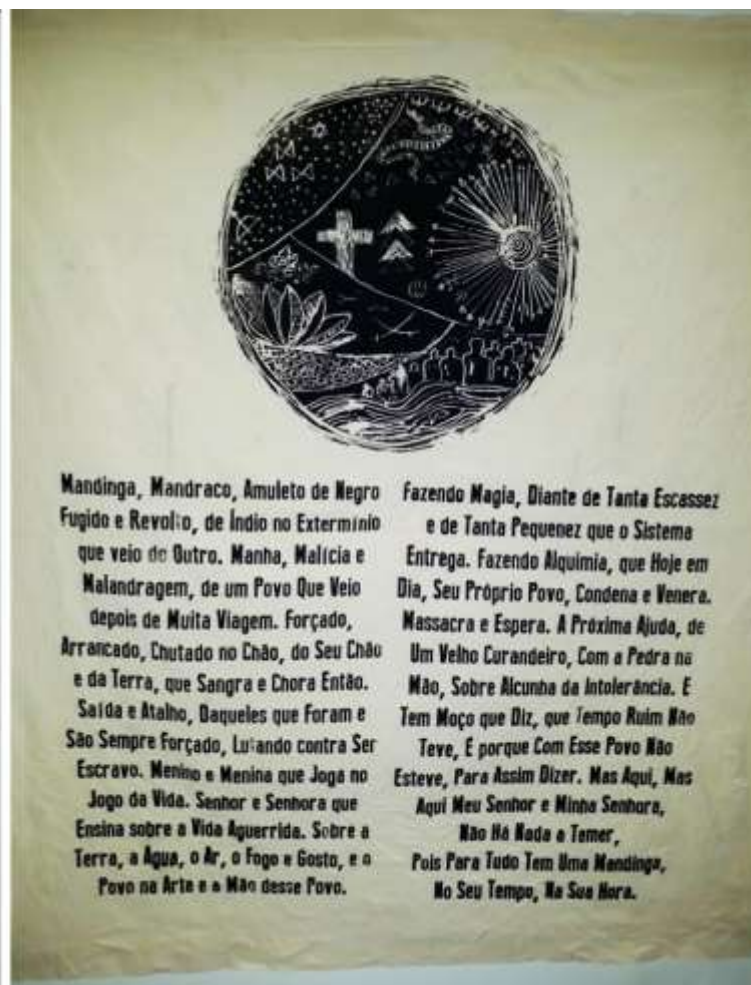 Mandinga, Mandraco, Amuleto de Negro
Fugido e Revolto, de Índio no Extermínio
que veio do Outro. Manha, Malícia e
Malandragem, de um Povo Que Veio
depois de Muita Viagem. Forçado,
Arrancado, Chutado no Chão, do Seu Chão
e da Terra, que Sangra e Chora Então.
Saída e Atalho, Daqueles que Foram e
São Sempre Forçado, Lutando contra Ser
Escravo. Menino e Menina que Joga no
Jogo da Vida. Senhor e Senhora que
Ensina sobre a Vida Aguerrida. Sobre a
Terra, a Água, o Ar, o Fogo e Gosto, e o
Povo na Arte e a Mão desse Povo.
Fazendo Magia, Diante de Tanta Escassez
e de Tanta Pequenez que o Sistema
Entrega. Fazendo Alquimia, que Hoje em
Dia, Seu Próprio Povo, Condena e Venera.
Massacra e Espera. A Próxima Ajuda, de
Um Velho Curandeiro, Com a Pedra na
Mão, Sobre Alcunha da Intolerância. E
Tem Moço que Diz, que Tempo Ruim Não
Teve, E porque Com Esse Povo Não
Esteve, Para Assim Dizer. Mas Aqui, Mas
Aqui Meu Senhor e Minha Senhora,
Não Há Nada a Temer,
Pois Para Tudo Tem Uma Mandinga,
No Seu Tempo, Na Sua Hora.